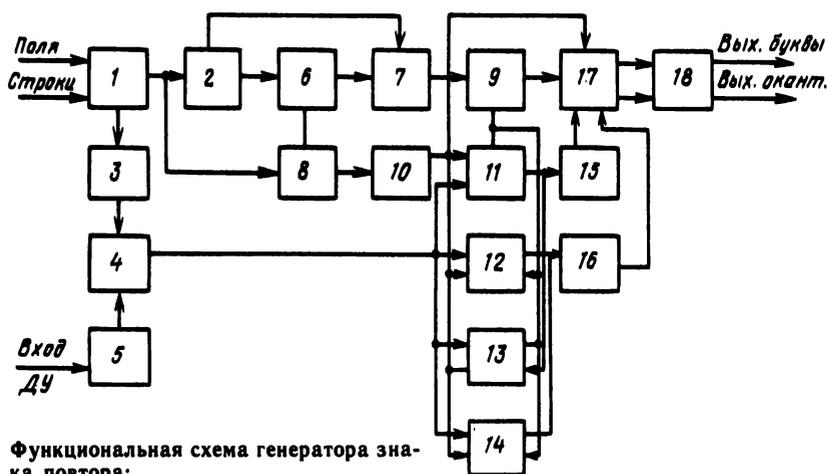 Поля
Строки
1
2
6
7
9
17
18
Вых. буквы
Вых. окант.
3
8
10
11
15
4
12
16
5
Вход
ДУ
13
14
Функциональная схема генератора зна-
ка повтора: